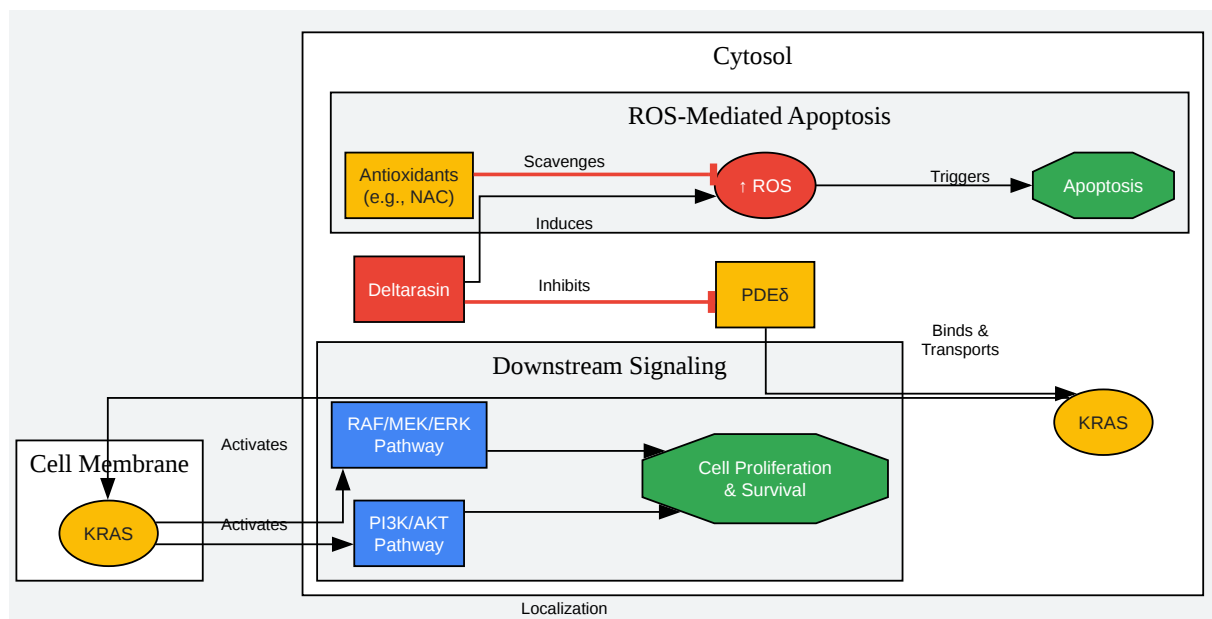 Cytosol
ROS-Mediated Apoptosis
Antioxidants
(e.g., NAC)
Scavenges
↑ ROS
Triggers
Apoptosis
Induces
Deltarasin
Inhibits
PDEδ
Binds &
Transports
Downstream Signaling
RAF/MEK/ERK
Pathway
KRAS
Activates
Cell Membrane
Cell Proliferation
& Survival
KRAS
Activates
PI3K/AKT
Pathway
Localization